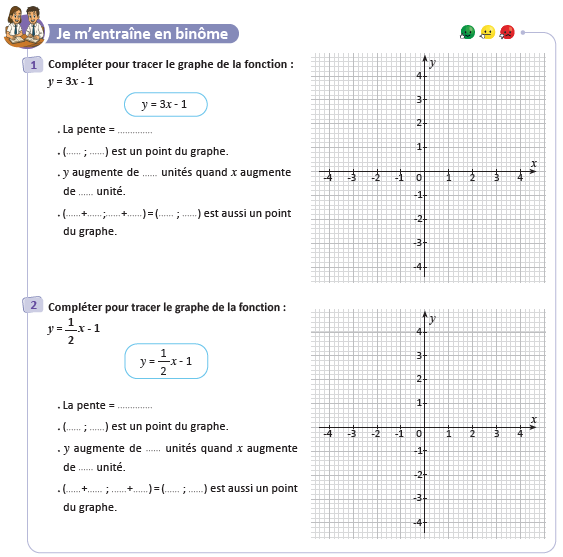 Je m'entraîne en binôme
1 Compléter pour tracer le graphe de la fonction :
y = 3x - 1
y = 3x - 1
. La pente = ..............
. (...... ; ......) est un point du graphe.
. y augmente de ...... unités quand x augmente
de ...... unité.
. (......+......;......+......)=(...... ; ......) est aussi un point
du graphe.
y
4
3
2
1
x
-4 -3 -2 -1 0 1 2 3 4
-1
-2
-3
-4
2 Compléter pour tracer le graphe de la fonction :
y = 1/2 x - 1
y = 1/2 x - 1
. La pente = ..............
. (...... ; ......) est un point du graphe.
. y augmente de ...... unités quand x augmente
de ...... unité.
. (......+...... ; ......+......)=(...... ; ......) est aussi un point
du graphe.
y
4
3
2
1
x
-4 -3 -2 -1 0 1 2 3 4
-1
-2
-3
-4